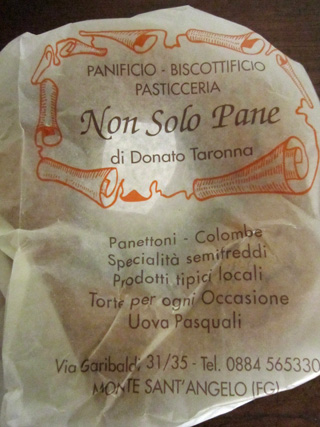 PANIFICIO - BISCOTTIFICIO
PASTICCERIA
Non Solo Pane
di Donato Taronna
Panettoni - Colombe
Specialità semifreddi
Prodotti tipici locali
Torte per ogni Occasione
Uova Pasquali
Via Garibaldi, 31/35 - Tel. 0884 565330
MONTE SANT'ANGELO (FG)